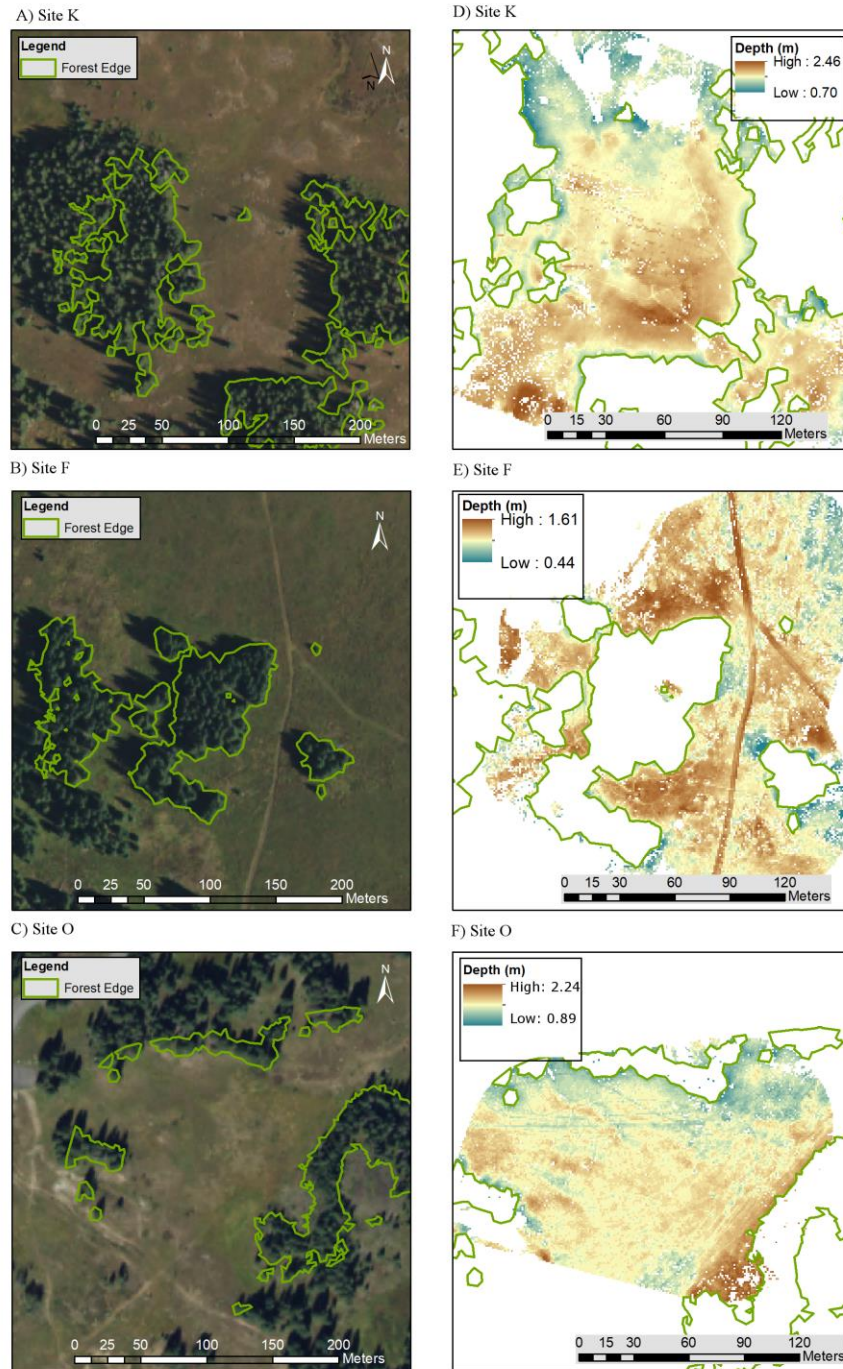 A) Site K
Legend
Forest Edge
N
N
0 25 50 100 150 200
Meters
B) Site F
Legend
Forest Edge
N
0 25 50 100 150 200
Meters
C) Site O
Legend
Forest Edge
N
0 25 50 100 150 200
Meters
D) Site K
Depth (m)
High : 2.46
Low : 0.70
0 15 30 60 90 120
Meters
E) Site F
Depth (m)
High : 1.61
Low : 0.44
0 15 30 60 90 120
Meters
F) Site O
Depth (m)
High: 2.24
Low: 0.89
0 15 30 60 90 120
Meters